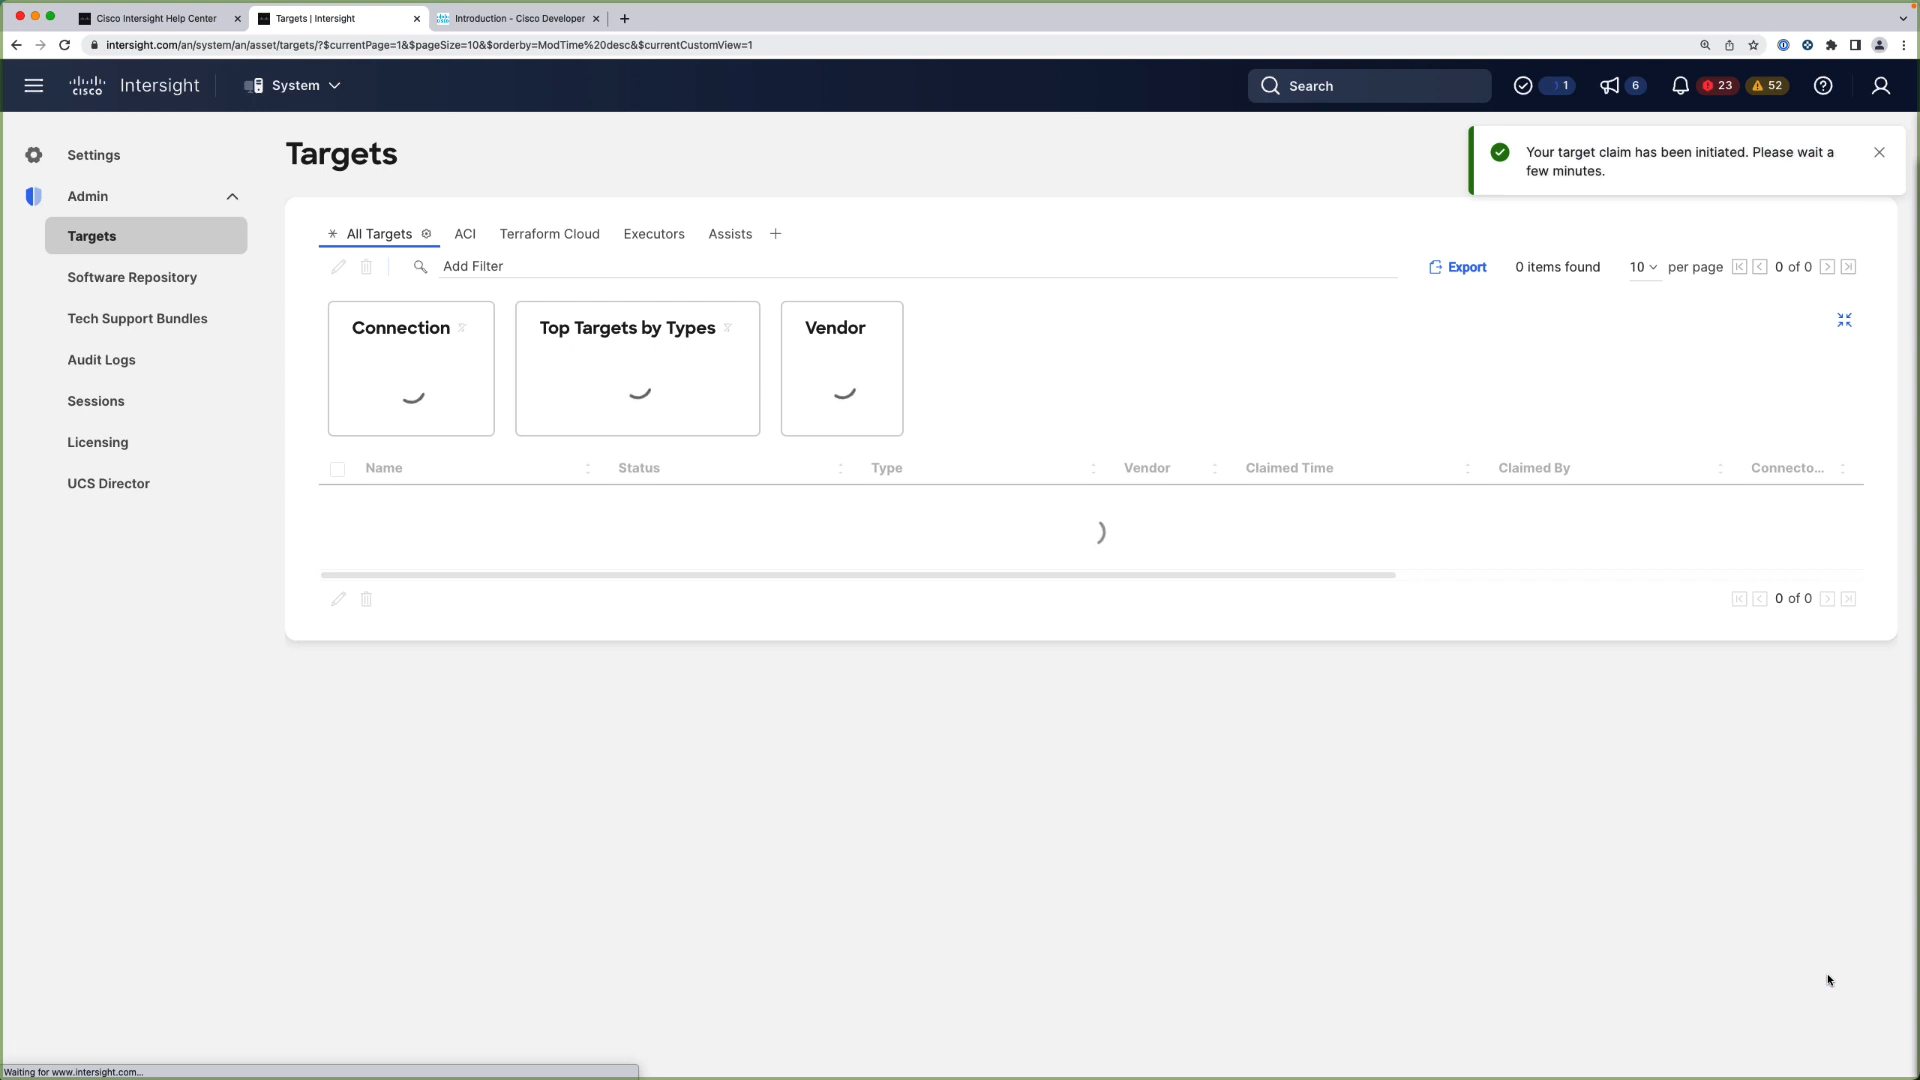 Cisco Intersight Help Center
Targets | Intersight
Introduction - Cisco Developer
intersight.com/an/system/an/asset/targets/?$currentPage=1&$pageSize=10&$orderby=ModTime%20desc&$currentCustomView=1
cisco Intersight
System
Search
1
6
23
52
Settings
Admin
Targets
Software Repository
Tech Support Bundles
Audit Logs
Sessions
Licensing
UCS Director
Targets
Your target claim has been initiated. Please wait a
few minutes.
All Targets ACI Terraform Cloud Executors Assists
Add Filter
Export 0 items found 10 per page 0 of 0
Connection
Top Targets by Types
Vendor
Name Status Type Vendor Claimed Time Claimed By Connecto...
0 of 0
Waiting for www.intersight.com...